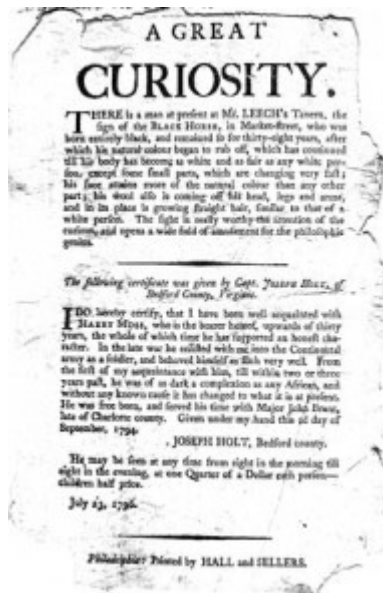 A GREAT
CURIOSITY.
THERE is a man at present at Mr. LEECH's Tavern, the
sign of the BLACK HORSE, in Market-street, who was
born entirely black, and remained so for thirty-eight years, after
which his natural colour began to rub off, which has continued
till his body has become as white and as fair as any white per-
son, except some small parts, which are changing very fast;
his face attains more of the natural colour than any other
part; his wool also is coming off his head, legs and arms,
and in its place is growing straight hair, similar to that of a
white person. The sight is really worthy the attention of the
curious, and opens a wide field of amusement for the philosophic
genius.
The following certificate was given by Capt. JOSEPH HOLT, of
Bedford County, Virginia.
I DO hereby certify, that I have been well acquainted with
HARRY MOSS, who is the bearer hereof, upwards of thirty
years, the whole of which time he has supported an honest cha-
racter. In the late war he enlisted with me into the Continental
army as a soldier, and behaved himself as such very well. From
the first of my acquaintance with him, till within two or three
years past, he was of as dark a complexion as any African, and
without any known cause it has changed to what it is at present.
He was free born, and served his time with Major John
late of Charlotte county. Given under my hand this 2d day of
September, 1794.
JOSEPH HOLT, Bedford county.
He may be seen at any time from eight in the morning till
eight in the evening, at one Quarter of a Dollar each person—
children half price.
July 23, 1796.
Philadelphia: Printed by HALL and SELLERS.